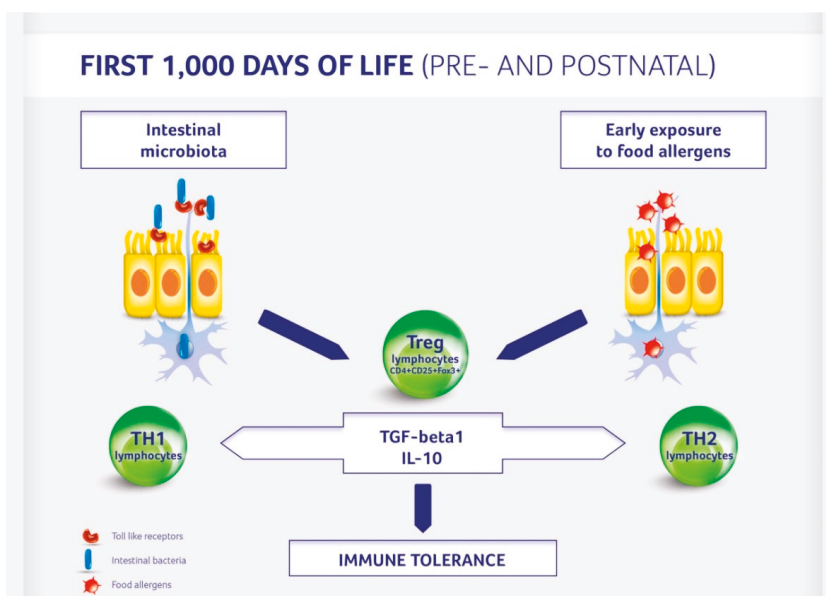 FIRST 1,000 DAYS OF LIFE (PRE- AND POSTNATAL)
Intestinal
microbiota
Early exposure
to food allergens
Treg
lymphocytes
CD4+CD25+Fox3+
TH1
lymphocytes
TGF-beta1
IL-10
TH2
lymphocytes
IMMUNE TOLERANCE
Toll like receptors
Intestinal bacteria
Food allergens